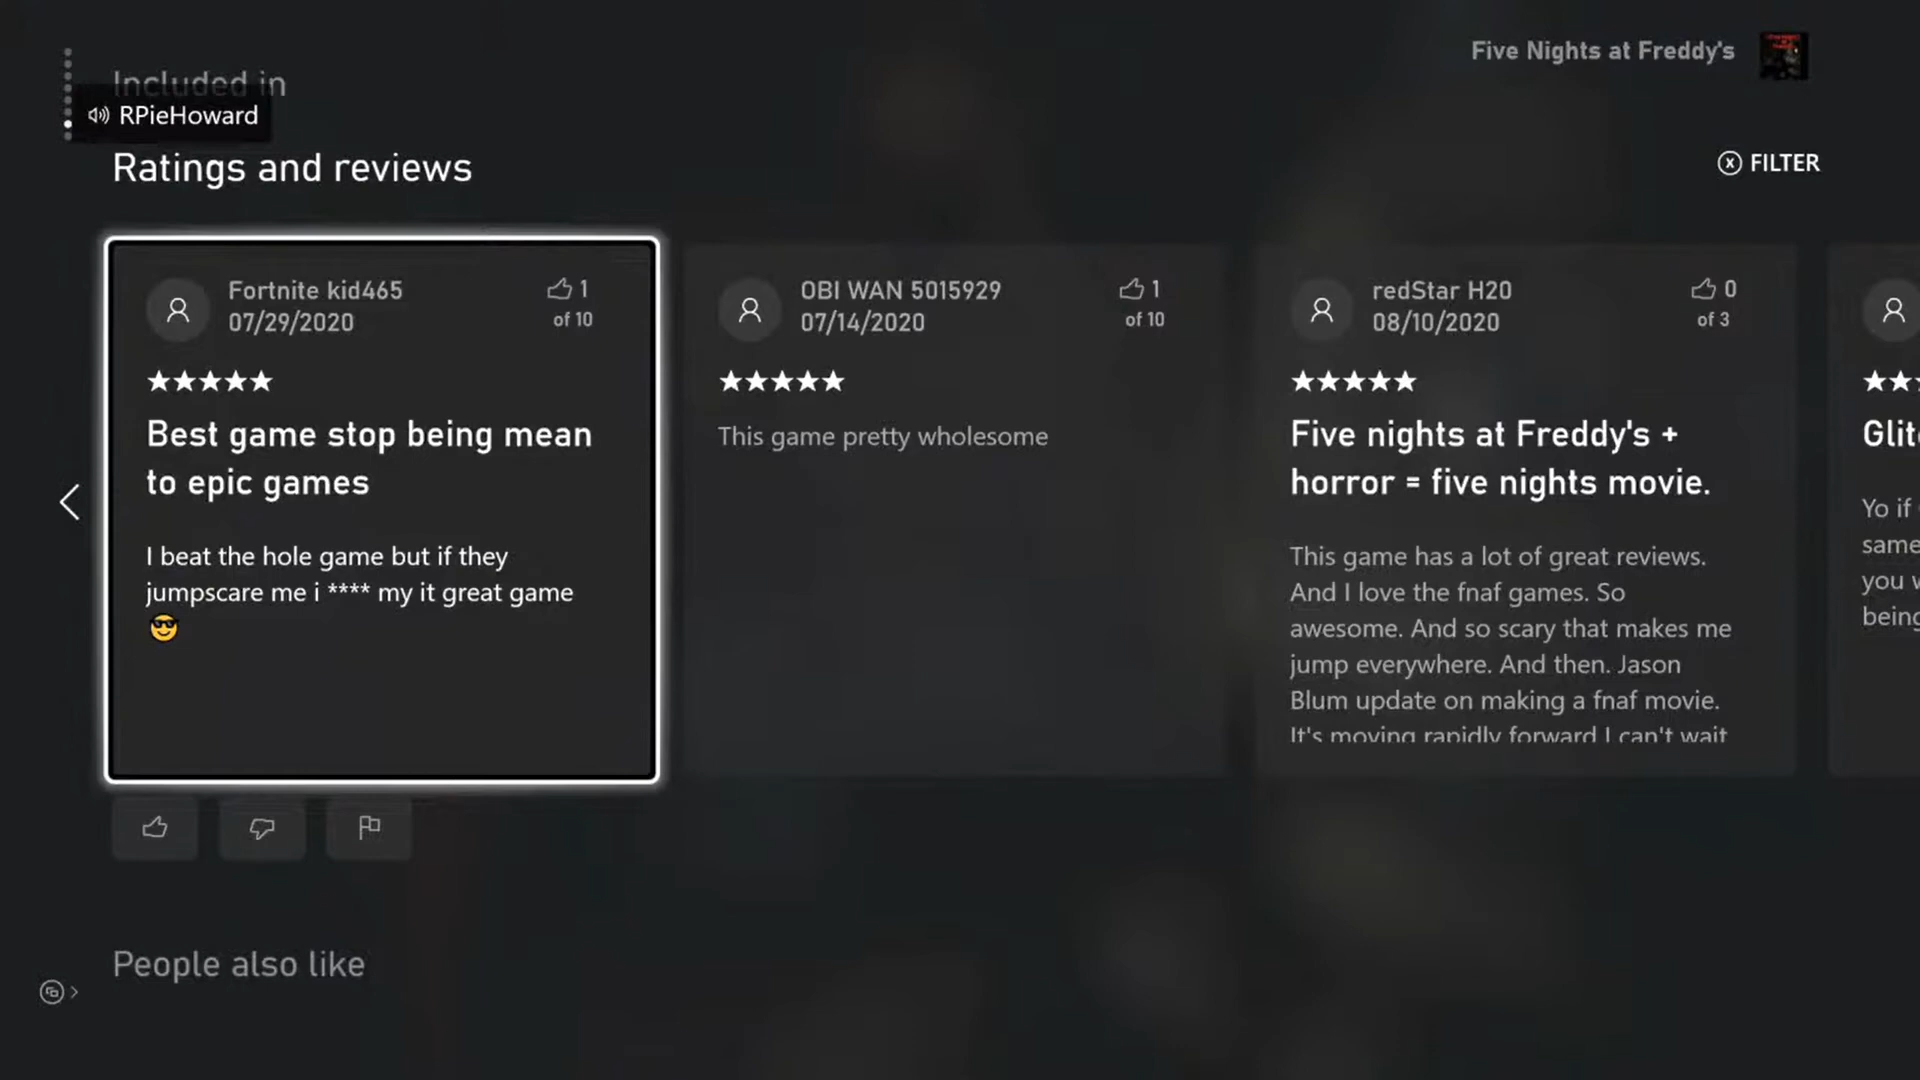 Five Nights at Freddy's
Included in
RPieHoward
Ratings and reviews
FILTER
Fortnite kid465
07/29/2020
1
of 10
★★★★★
Best game stop being mean
to epic games
I beat the hole game but if they
jumpscare me i **** my it great game
😎
OBI WAN 5015929
07/14/2020
1
of 10
★★★★★
This game pretty wholesome
redStar H20
08/10/2020
0
of 3
★★★★★
Five nights at Freddy's +
horror = five nights movie.
This game has a lot of great reviews.
And I love the fnaf games. So
awesome. And so scary that makes me
jump everywhere. And then. Jason
Blum update on making a fnaf movie.
It's moving rapidly forward I can't wait
Yo if
same
you
being
People also like